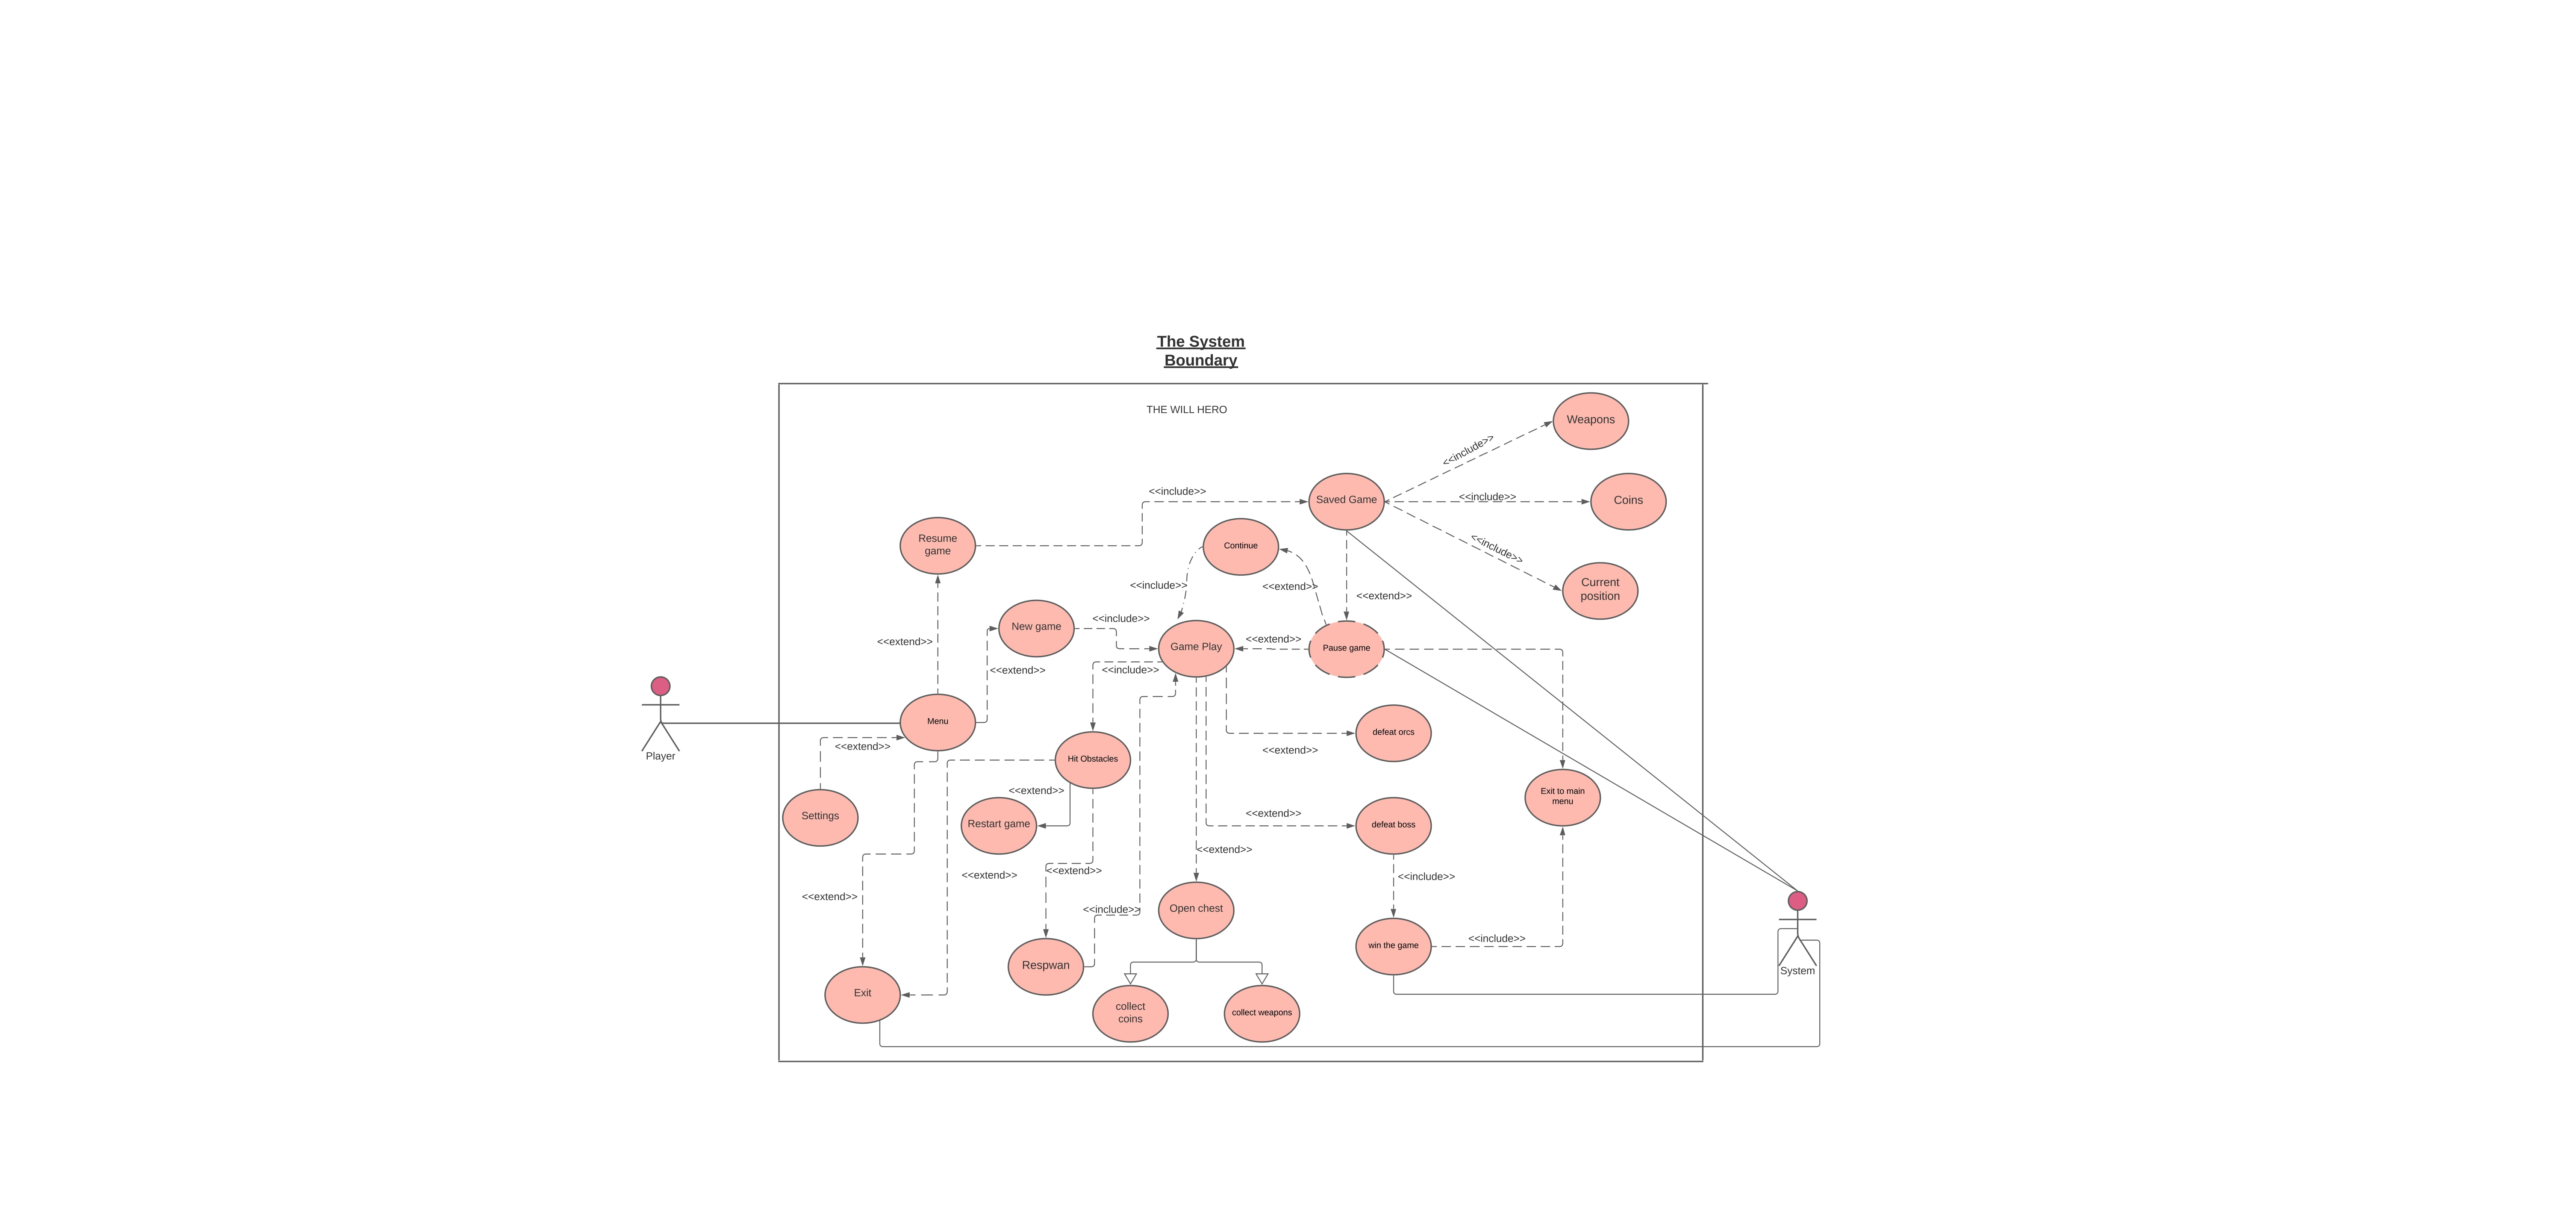 The System
Boundary
THE WILL HERO
Weapons
<<include>>
Saved Game
<<include>>
Coins
<<include>>
Resume
game
Continue
<<include>>
Current
position
<<include>>
<<extend>>
<<extend>>
New game
<<include>>
<<extend>>
Game Play
<<extend>>
Pause game
<<extend>>
<<include>>
Menu
<<extend>>
Player
defeat orcs
<<extend>>
Hit Obstacles
<<extend>>
Exit to main
menu
Settings
Restart game
<<extend>>
defeat boss
<<extend>>
<<extend>>
<<extend>>
<<include>>
<<extend>>
<<include>>
Open chest
<<include>>
win the game
Respwan
System
Exit
collect
coins
collect weapons